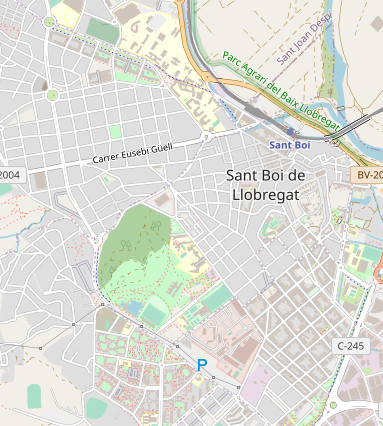 Sant Joan Despí
Parc Agrari del Baix Llobregat
Carrer Eusebi Güell
Sant Boi
2004
Sant Boi de
Llobregat
BV-20
C-245
P